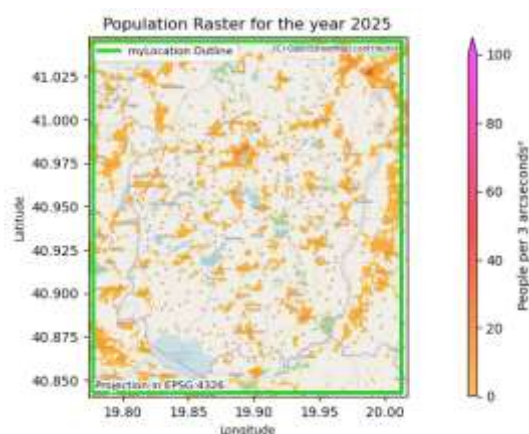 Population Raster for the year 2025
myLocation Outline
(C) OpenStreetMap contributors
41.025
41.000
40.975
40.950
40.925
40.900
40.875
40.850
Latitude
Projection in EPSG:4326
19.80
19.85
19.90
19.95
20.00
Longitude
100
80
60
40
20
0
People per 3 arcseconds²